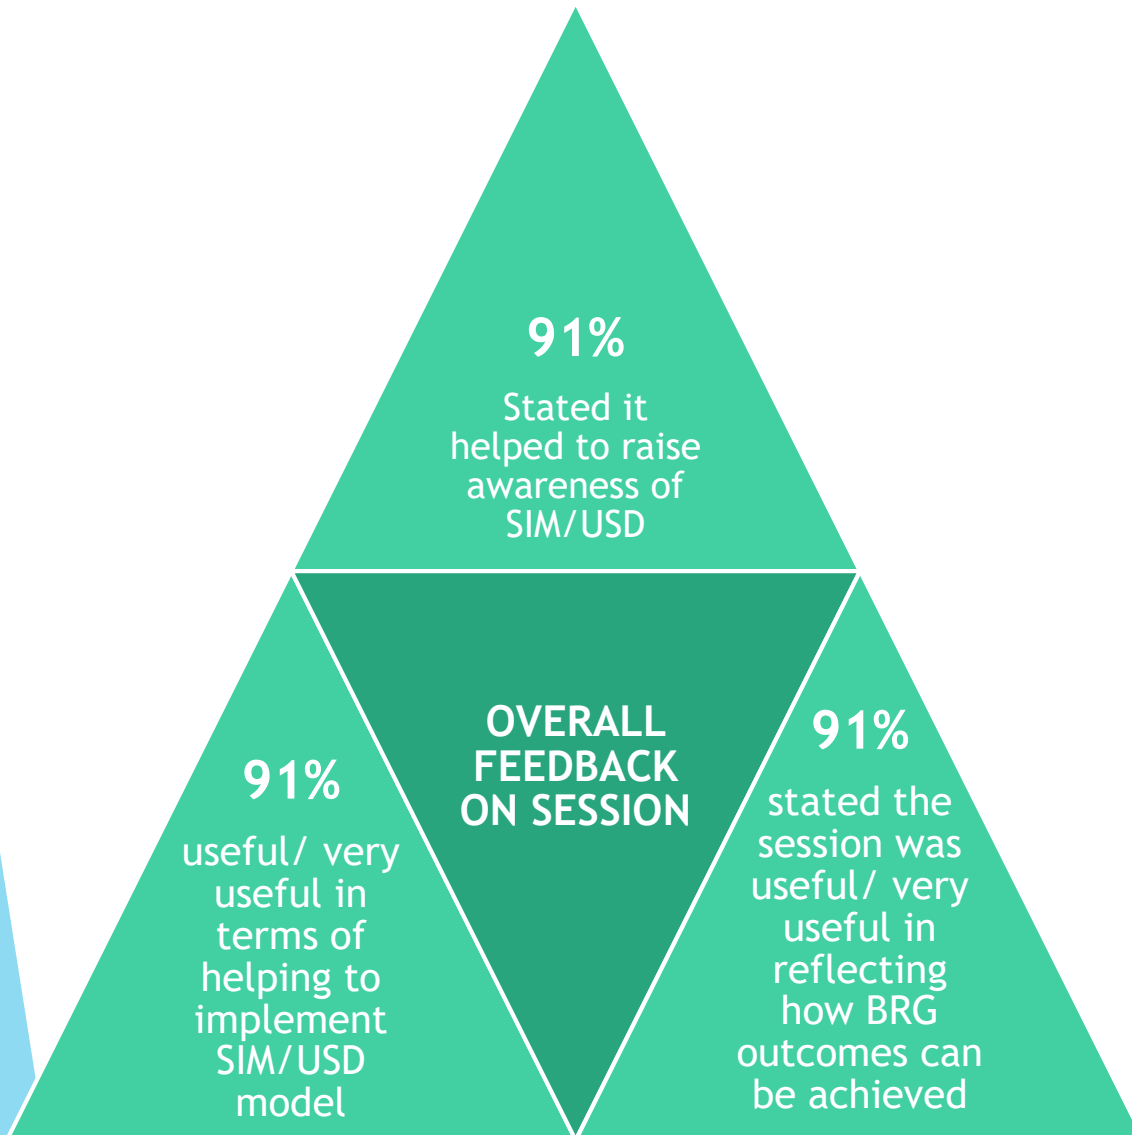 91%
Stated it
helped to raise
awareness of
SIM/USD
OVERALL
FEEDBACK
ON SESSION
91%
useful/ very
useful in
terms of
helping to
implement
SIM/USD
model
91%
stated the
session was
useful/ very
useful in
reflecting
how BRG
outcomes can
be achieved